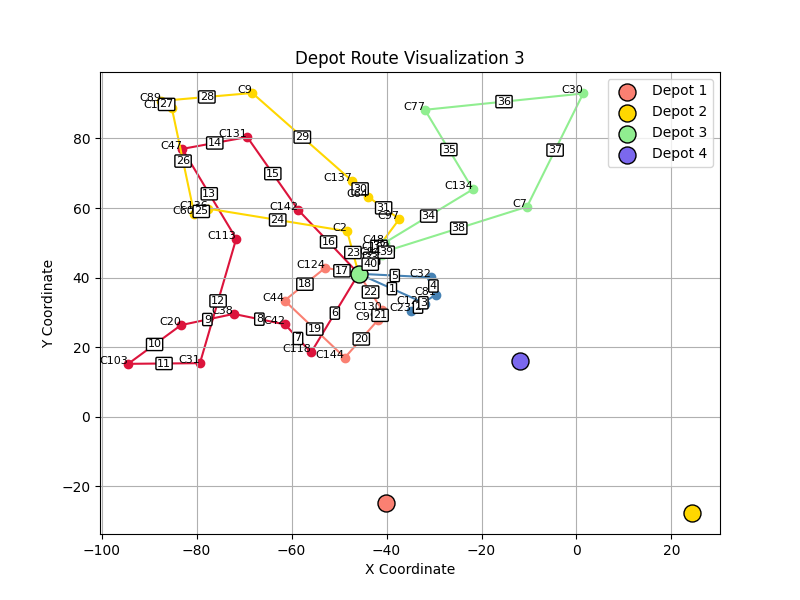 Depot Route Visualization 3
Depot 1
Depot 2
Depot 3
Depot 4
Y Coordinate
X Coordinate
80
60
40
20
0
−20
−100
−80
−60
−40
−20
0
20
C89
27
28
C9
C77
36
C30
C47
26
14
C131
29
15
35
37
13
C137
30
C134
60
25
24
C142
31
C97
34
C7
C2
38
C113
16
23
C48
39
40
C124
17
18
5
C32
22
1
4
C44
12
6
C130
21
3
C38
9
8
C42
19
C20
10
7
20
C118
C144
C103
11
C31